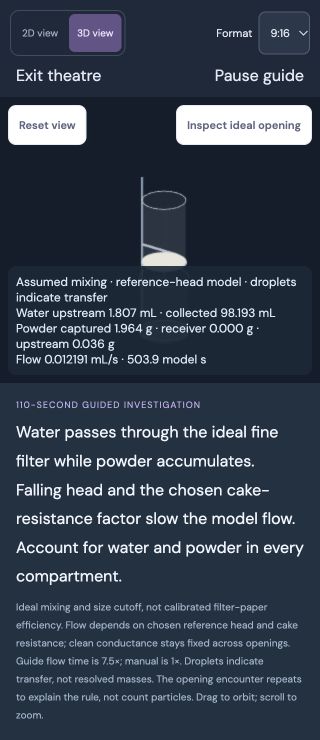 2D view 3D view Format 9:16
Exit theatre Pause guide
Reset view Inspect ideal opening
Assumed mixing · reference-head model · droplets
indicate transfer
Water upstream 1.807 mL · collected 98.193 mL
Powder captured 1.964 g · receiver 0.000 g ·
upstream 0.036 g
Flow 0.012191 mL/s · 503.9 model s
110-SECOND GUIDED INVESTIGATION
Water passes through the ideal fine
filter while powder accumulates.
Falling head and the chosen cake-
resistance factor slow the model flow.
Account for water and powder in every
compartment.
Ideal mixing and size cutoff, not calibrated filter-paper
efficiency. Flow depends on chosen reference head and cake
resistance; clean conductance stays fixed across openings.
Guide flow time is 7.5×; manual is 1×. Droplets indicate
transfer, not resolved masses. The opening encounter repeats
to explain the rule, not count particles. Drag to orbit; scroll to
zoom.